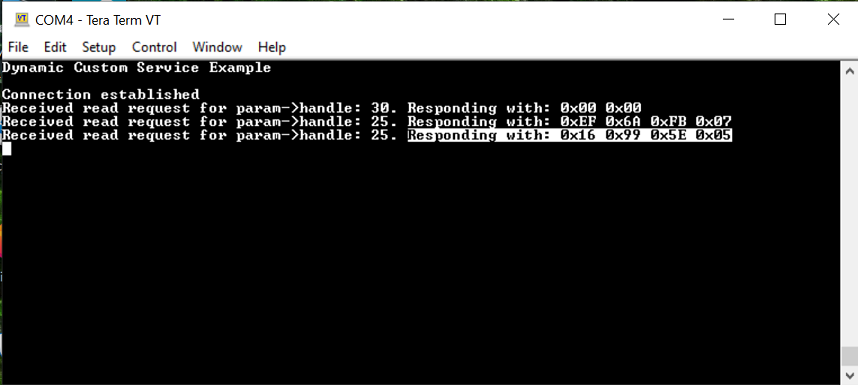 COM4 - Tera Term VT
File Edit Setup Control Window Help
Dynamic Custom Service Example
Connection established
Received read request for param->handle: 30. Responding with: 0x00 0x00
Received read request for param->handle: 25. Responding with: 0xEF 0x6A 0xFB 0x07
Received read request for param->handle: 25. Responding with: 0x16 0x99 0x5E 0x05